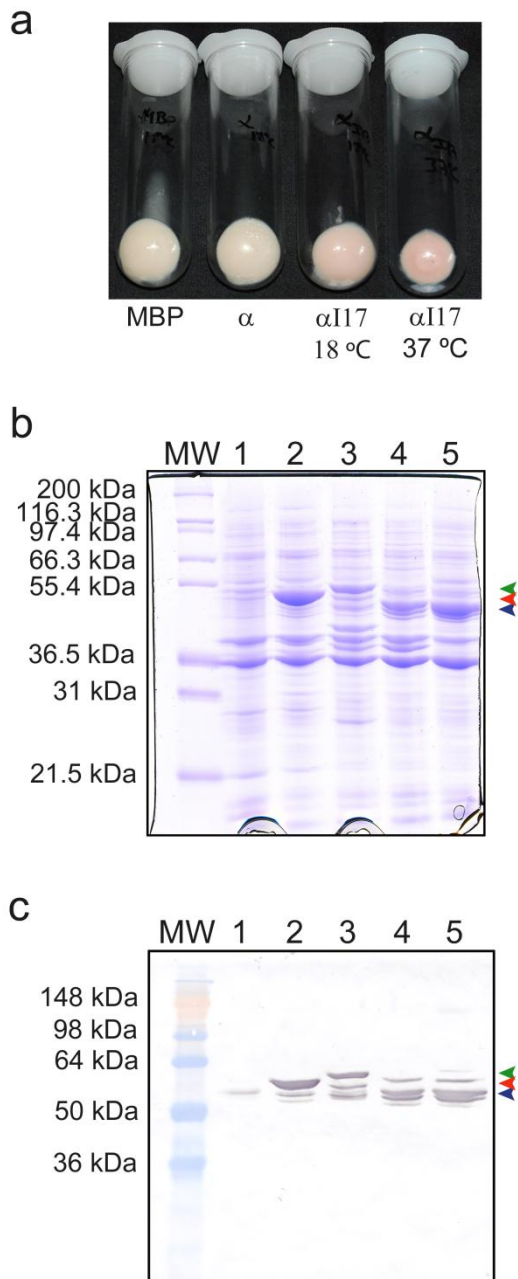 a
MBP α αI17 αI17
18 ºC 37 ºC
b
MW 1 2 3 4 5
200 kDa
116.3 kDa
97.4 kDa
66.3 kDa
55.4 kDa
36.5 kDa
31 kDa
21.5 kDa
c
MW 1 2 3 4 5
148 kDa
98 kDa
64 kDa
50 kDa
36 kDa